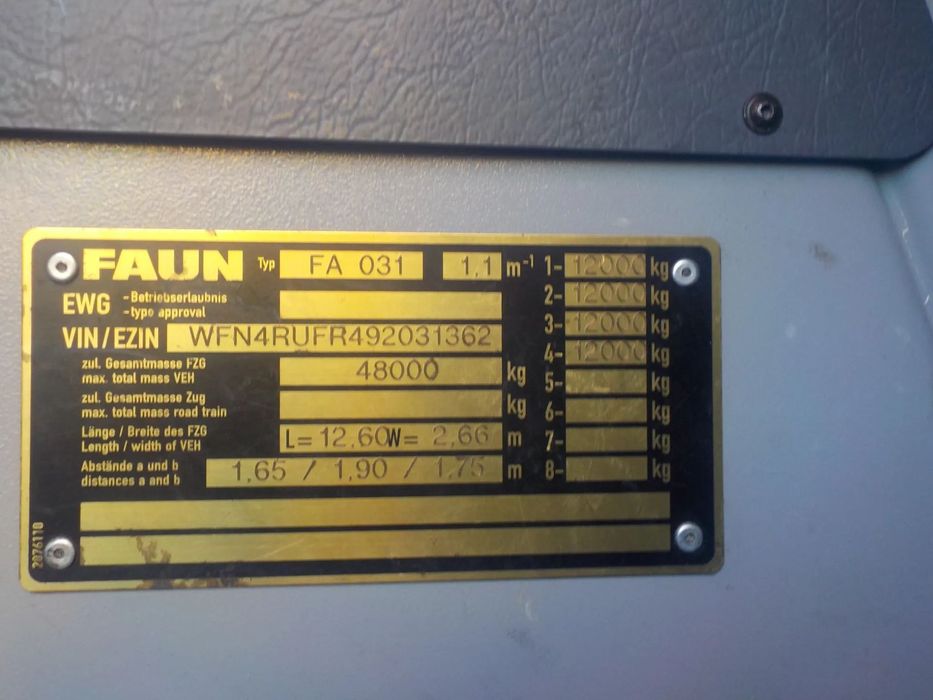 FAUN Typ FA 031 1,1 m⁻¹ 1- 12000 kg
EWG -Betriebserlaubnis -type approval 2- 12000 kg
VIN/EZIN WFN4RUFR492031362 3- 12000 kg
zul. Gesamtmasse FZG 4- 12000 kg
max. total mass VEH 48000 kg 5- kg
zul. Gesamtmasse Zug
max. total mass road train kg 6- kg
Länge / Breite des FZG
Length / width of VEH L= 12,60 W= 2,66 m 7- kg
Abstände a und b
distances a and b 1,65 / 1,90 / 1,75 m 8- kg
2876110